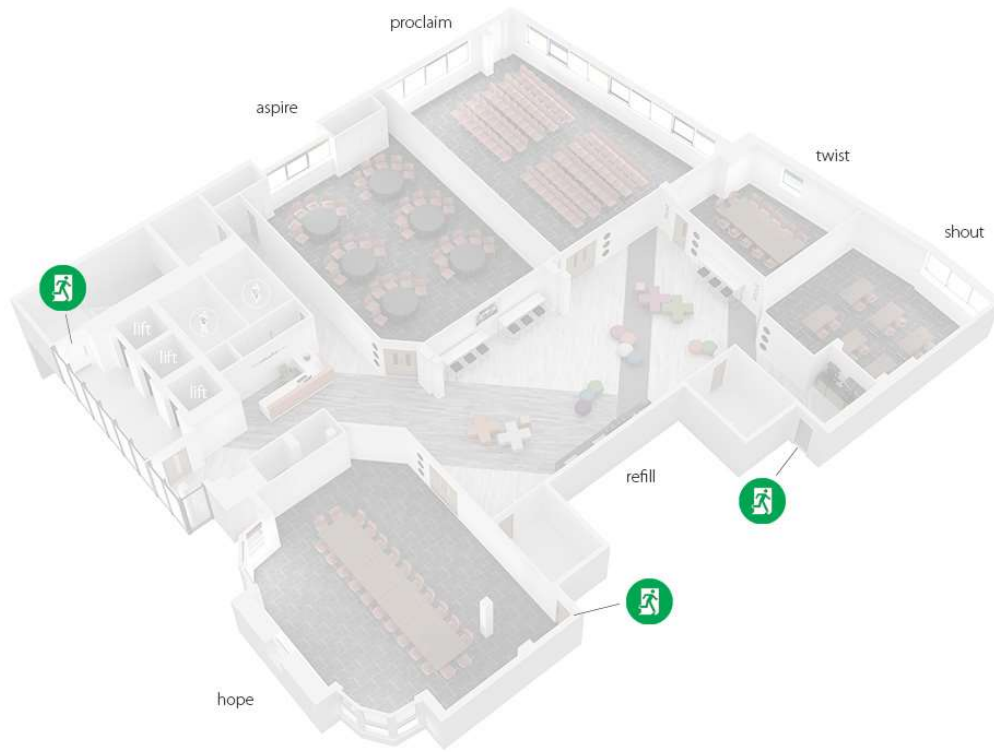 proclaim
aspire
twist
shout
lift
lift
lift
refill
hope